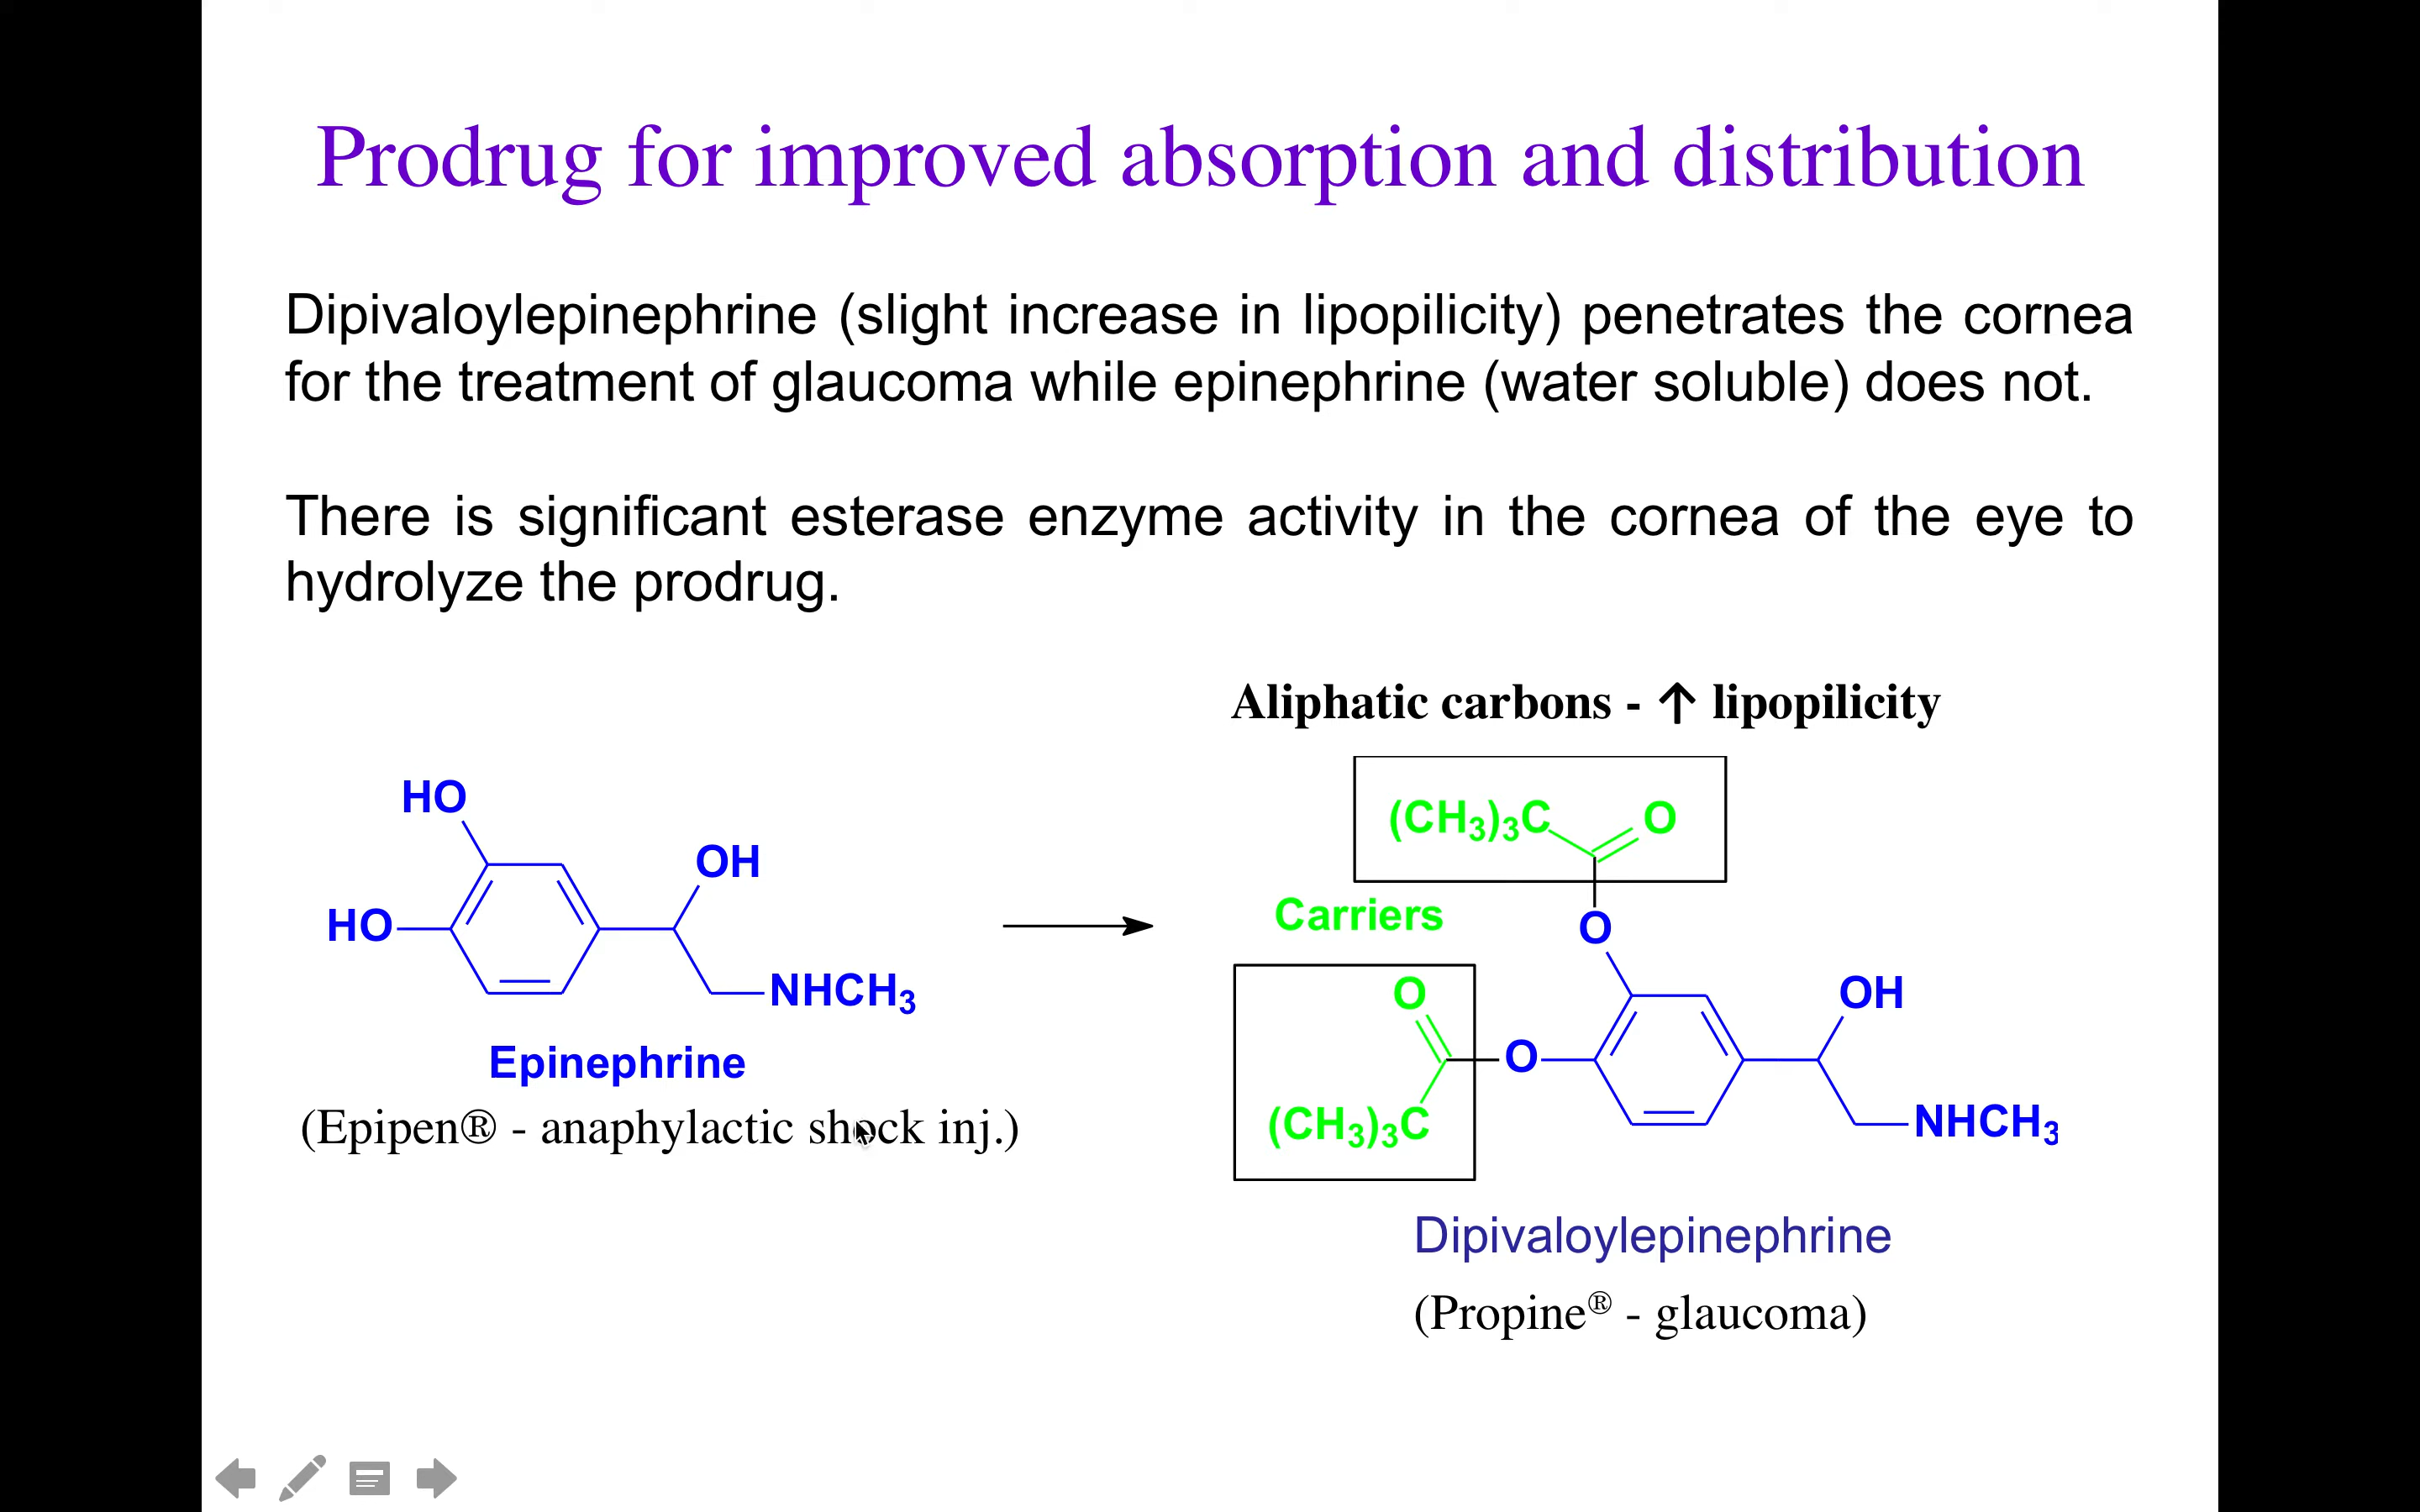 Prodrug for improved absorption and distribution
Dipivaloylepinephrine (slight increase in lipopilicity) penetrates the cornea
for the treatment of glaucoma while epinephrine (water soluble) does not.
There is significant esterase enzyme activity in the cornea of the eye to
hydrolyze the prodrug.
Aliphatic carbons - ↑ lipopilicity
HO
OH
HO
NHCH3
Epinephrine
(Epipen® - anaphylactic shock inj.)
(CH3)3C
O
Carriers
O
O
OH
O
(CH3)3C
NHCH3
Dipivaloylepinephrine
(Propine® - glaucoma)